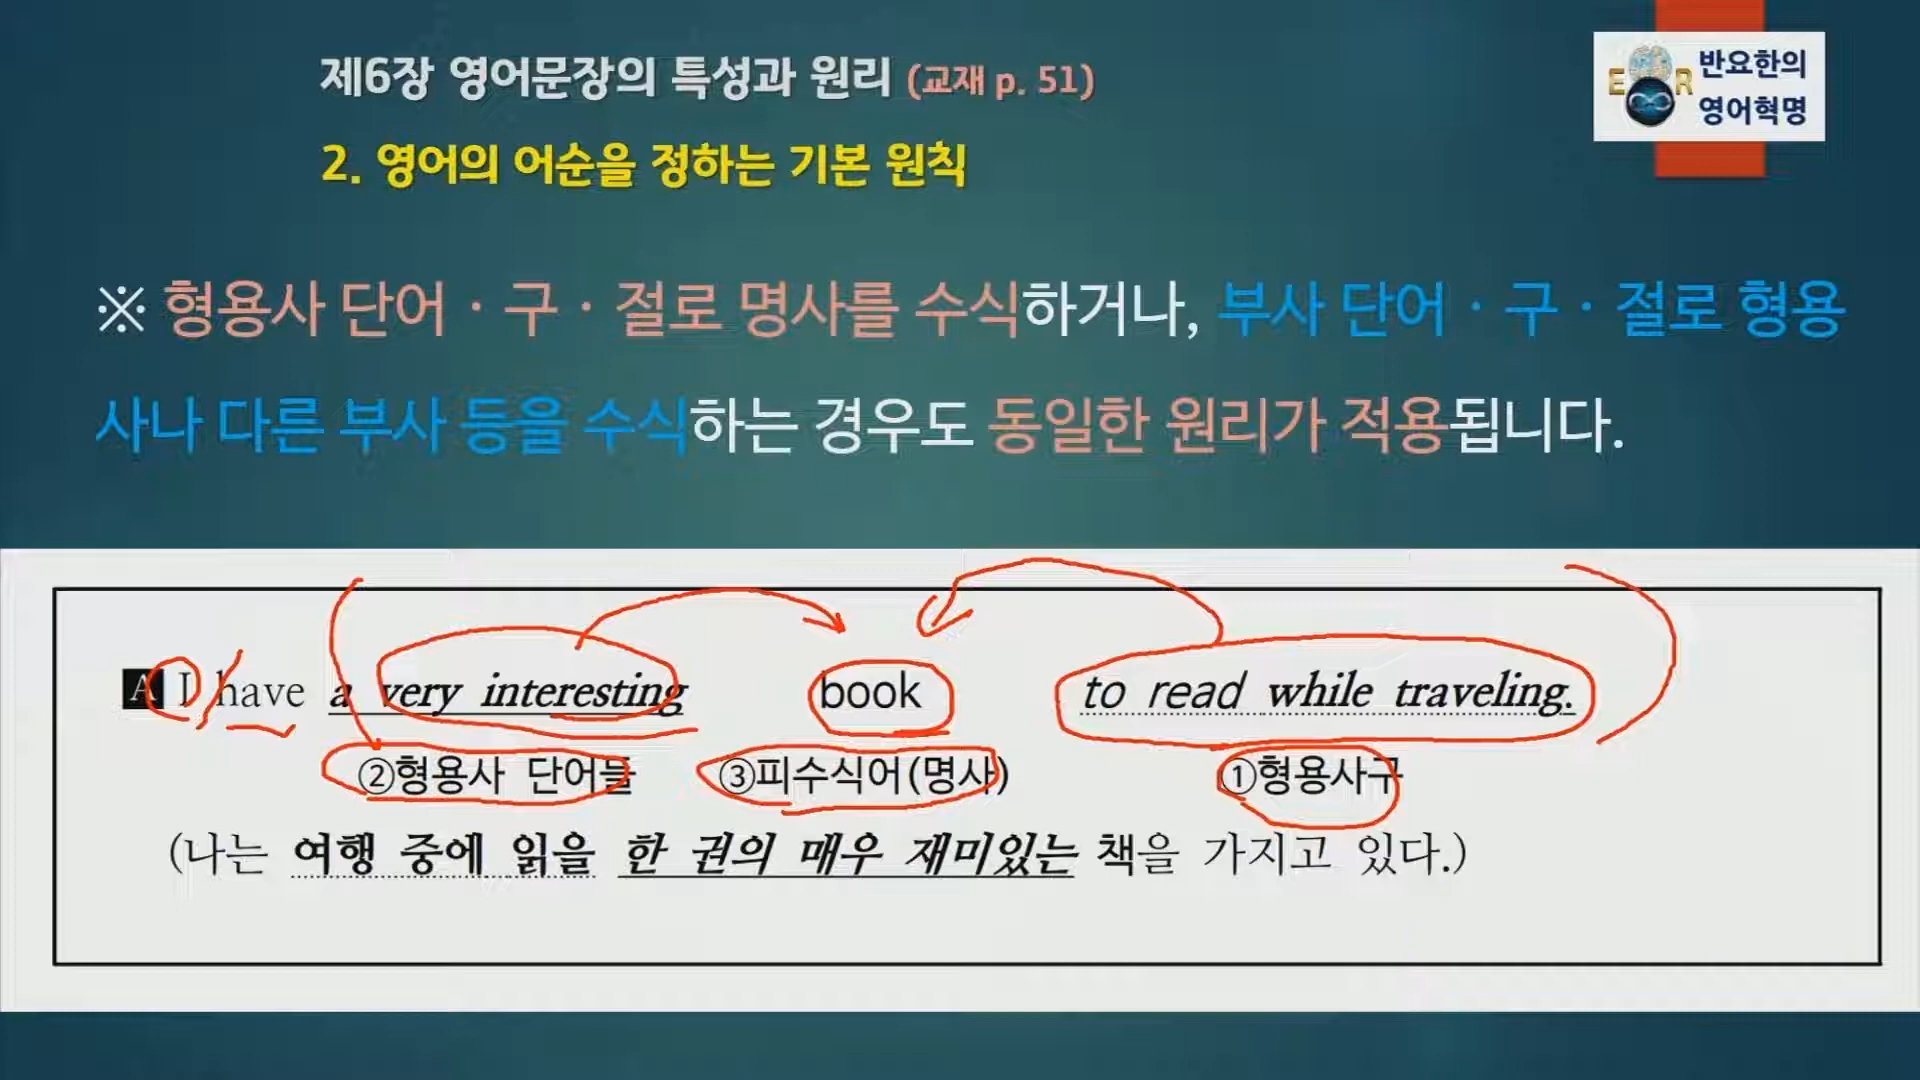 제6장 영어문장의 특성과 원리 (교재 p. 51)
반요한의
영어혁명
E R
2. 영어의 어순을 정하는 기본 원칙
※ 형용사 단어 · 구 · 절로 명사를 수식하거나, 부사 단어 · 구 · 절로 형용
사나 다른 부사 등을 수식하는 경우도 동일한 원리가 적용됩니다.
A I have a very interesting book to read while traveling.
②형용사 단어들 ③피수식어(명사) ①형용사구
(나는 여행 중에 읽을 한 권의 매우 재미있는 책을 가지고 있다.)